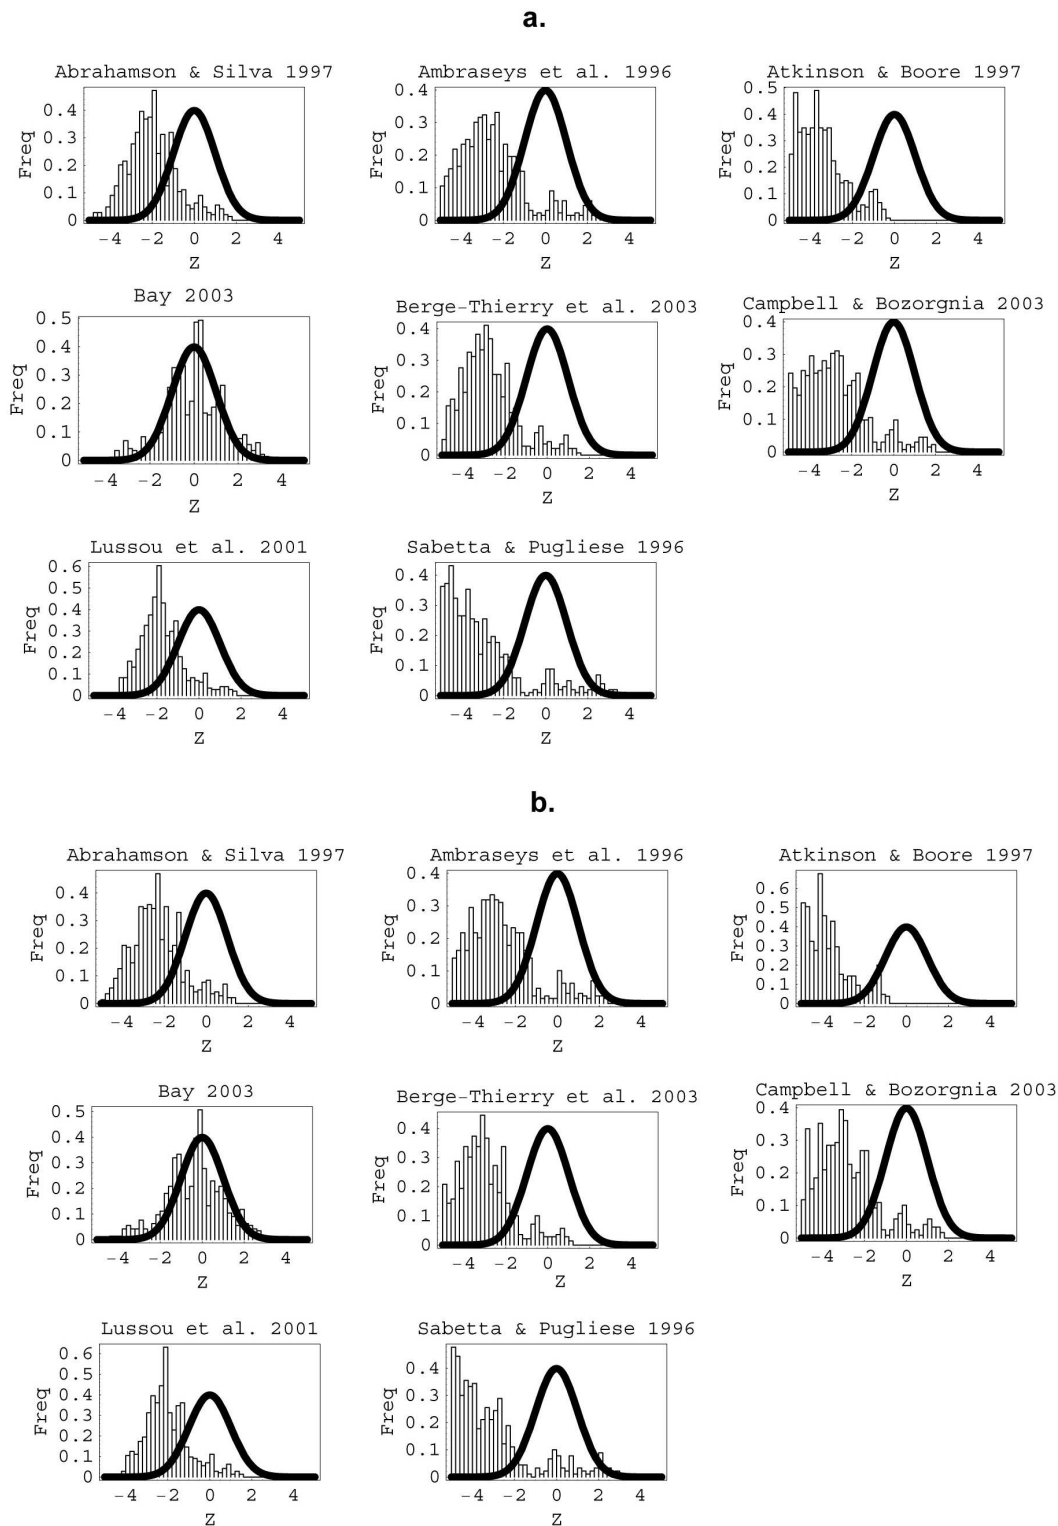 a.
Abrahamson & Silva 1997
Freq
0.4
0.3
0.2
0.1
0
-4 -2 0 2 4
Z
Ambraseys et al. 1996
Freq
0.4
0.3
0.2
0.1
0
-4 -2 0 2 4
Z
Atkinson & Boore 1997
Freq
0.5
0.4
0.3
0.2
0.1
0
-4 -2 0 2 4
Z
Bay 2003
Freq
0.5
0.4
0.3
0.2
0.1
0
-4 -2 0 2 4
Z
Berge-Thierry et al. 2003
Freq
0.4
0.3
0.2
0.1
0
-4 -2 0 2 4
Z
Campbell & Bozorgnia 2003
Freq
0.4
0.3
0.2
0.1
0
-4 -2 0 2 4
Z
Lussou et al. 2001
Freq
0.6
0.5
0.4
0.3
0.2
0.1
0
-4 -2 0 2 4
Z
Sabetta & Pugliese 1996
Freq
0.4
0.3
0.2
0.1
0
-4 -2 0 2 4
Z
b.
Abrahamson & Silva 1997
Freq
0.4
0.3
0.2
0.1
0
-4 -2 0 2 4
Z
Ambraseys et al. 1996
Freq
0.4
0.3
0.2
0.1
0
-4 -2 0 2 4
Z
Atkinson & Boore 1997
Freq
0.6
0.5
0.4
0.3
0.2
0.1
0
-4 -2 0 2 4
Z
Bay 2003
Freq
0.5
0.4
0.3
0.2
0.1
0
-4 -2 0 2 4
Z
Berge-Thierry et al. 2003
Freq
0.4
0.3
0.2
0.1
0
-4 -2 0 2 4
Z
Campbell & Bozorgnia 2003
Freq
0.4
0.3
0.2
0.1
0
-4 -2 0 2 4
Z
Lussou et al. 2001
Freq
0.6
0.5
0.4
0.3
0.2
0.1
0
-4 -2 0 2 4
Z
Sabetta & Pugliese 1996
Freq
0.4
0.3
0.2
0.1
0
-4 -2 0 2 4
Z